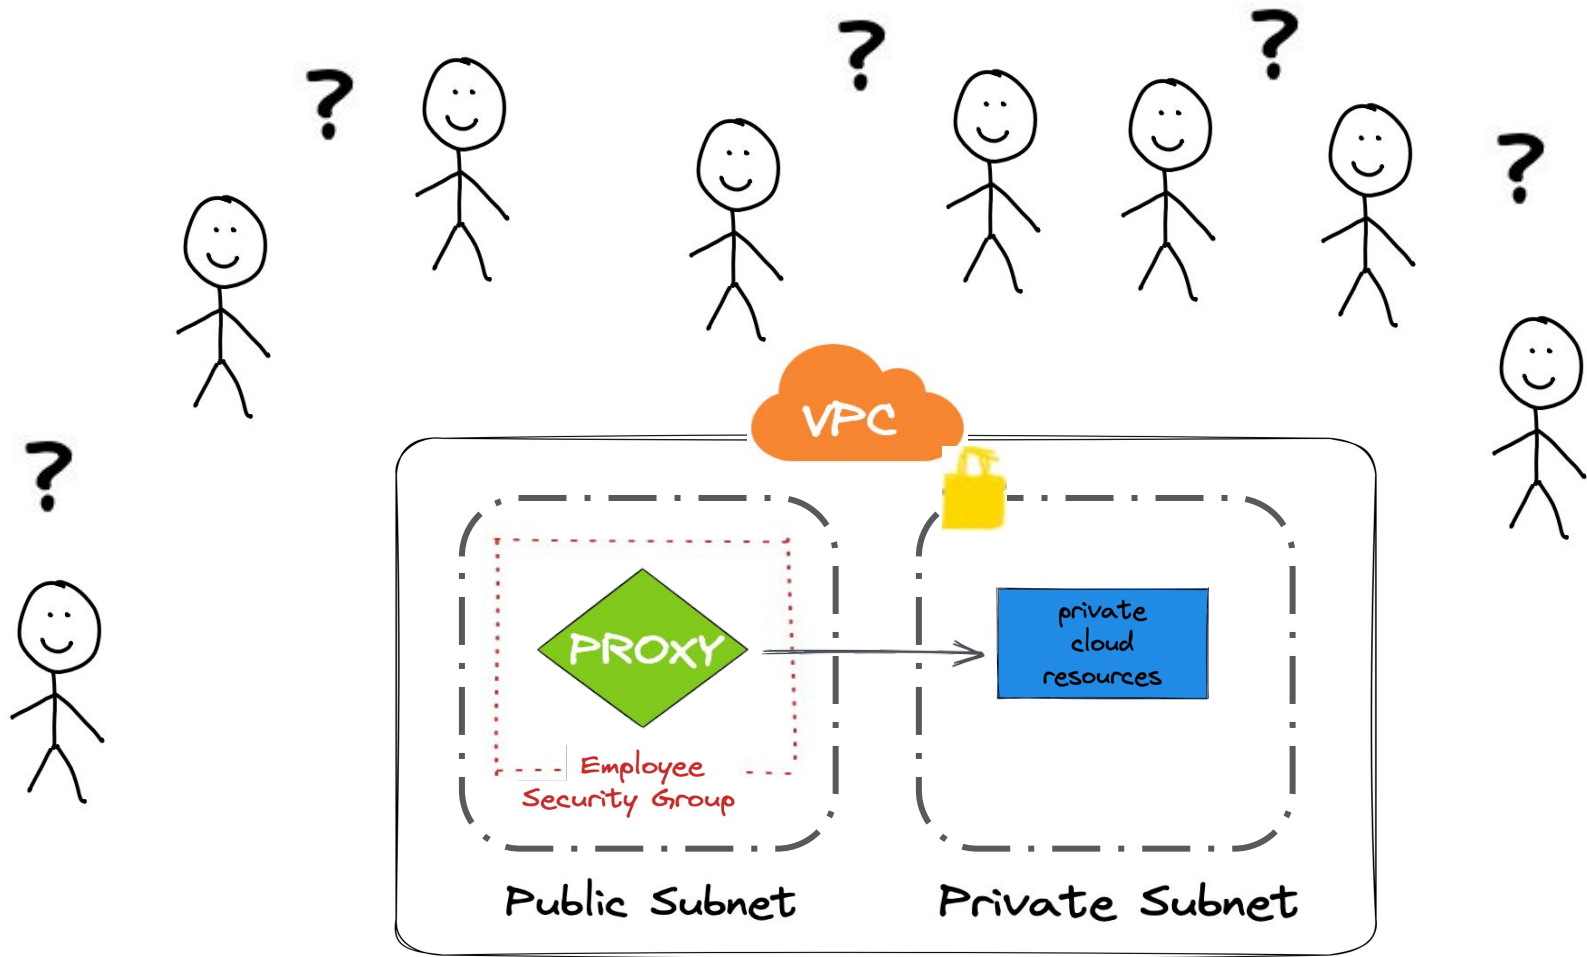 ?
?
?
?
?
VPC
PROXY
private
cloud
resources
Employee
Security Group
Public Subnet
Private Subnet